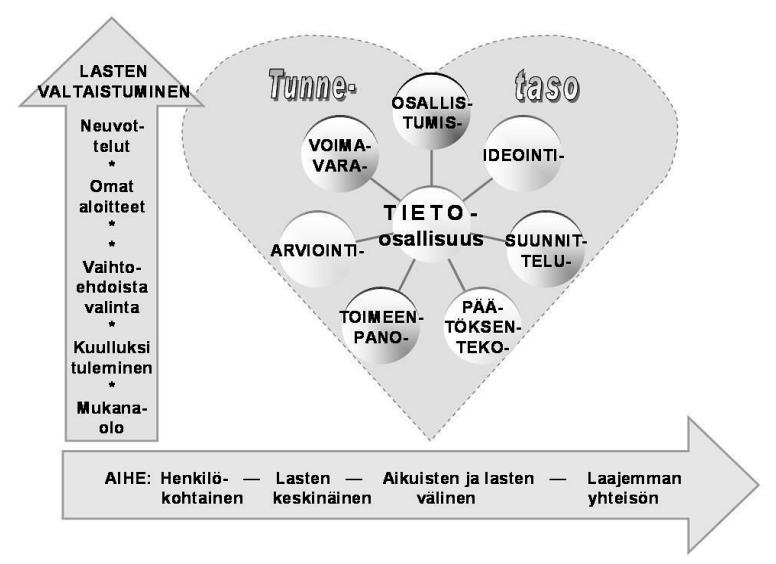 LASTEN
VALTAISTUMINEN
Neuvot-
telut
*
Omat
aloitteet
*
*
Vaihto-
ehdoista
valinta
*
Kuulluksi
tuleminen
*
Mukana-
olo
Tunne- taso
OSALLIS-
TUMIS-
IDEOINTI-
SUUNNIT-
TELU-
PÄÄ-
TÖKSEN-
TEKO-
TOIMEEN-
PANO-
ARVIOINTI-
VOIMA-
VARA-
TIETO-
osallisuus
AIHE: Henkilö- — Lasten — Aikuisten ja lasten — Laajemman
kohtainen keskinäinen välinen yhteisön